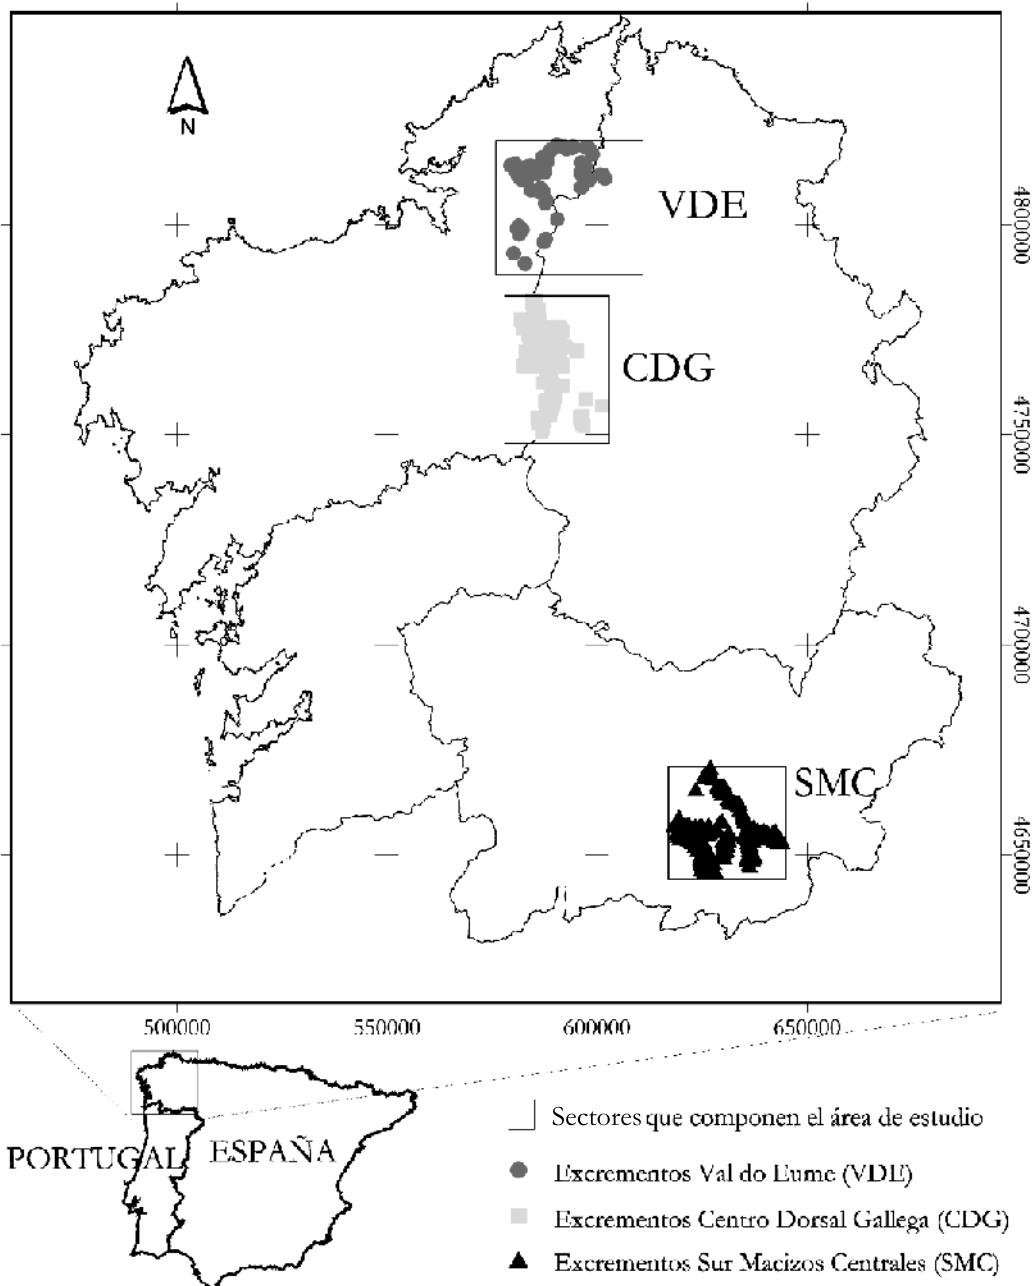 N
VDE
4800000
CDG
4750000
4700000
SMC
4650000
500000
550000
600000
650000
PORTUGAL
ESPAÑA
Sectores que componen el área de estudio
Excrementos Val do Eume (VDE)
Excrementos Centro Dorsal Gallega (CDG)
Excrementos Sur Macizos Centrales (SMC)